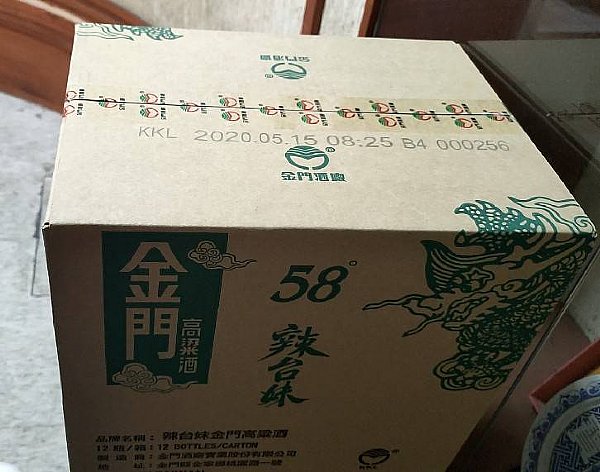 金門酒廠
KKL 2020.05.15 08:25 B4 000256
金門酒廠
金門
高粱酒
58°
辣台妹
品牌名稱：辣台妹金門高粱酒
12瓶/箱：12 BOTTLES/CARTON
製造商：金門酒廠實業股份有限公司
KKL